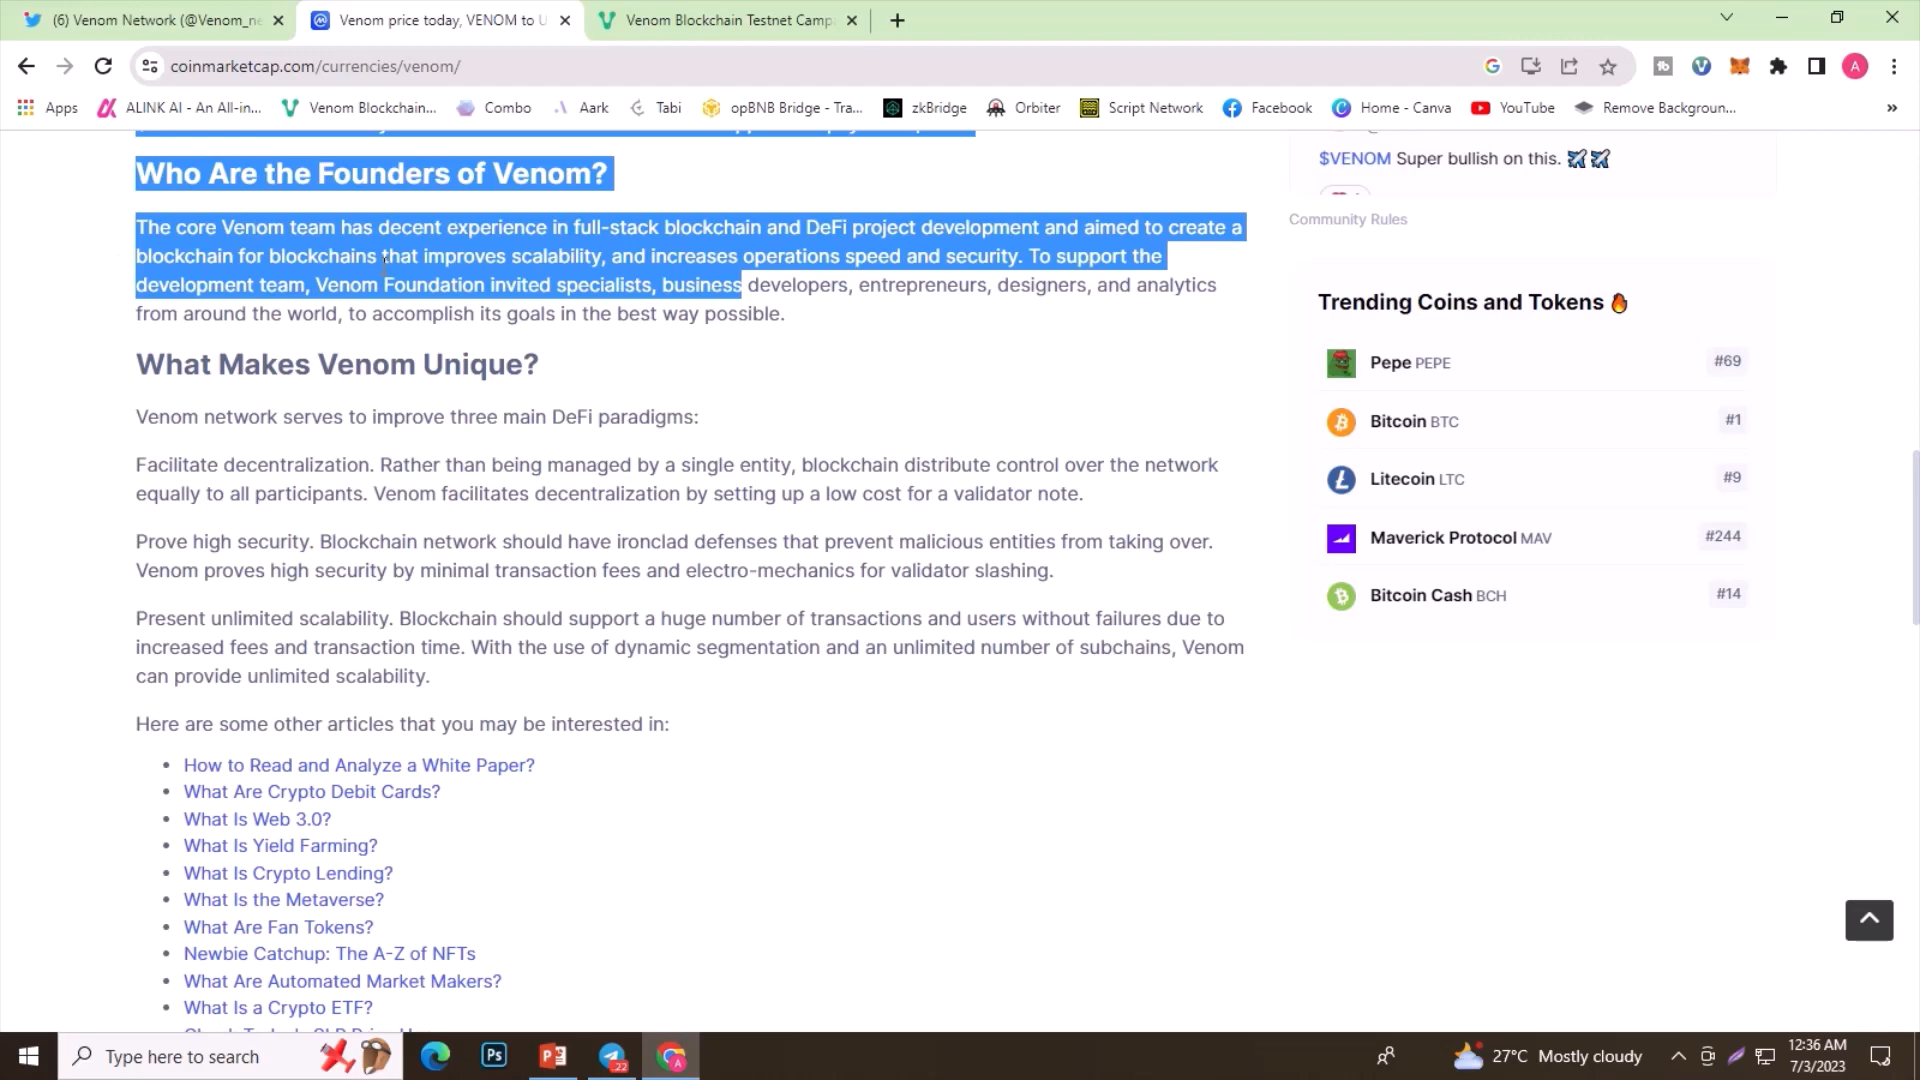 (6) Venom Network (@Venom_ne
Venom price today, VENOM to U
Venom Blockchain Testnet Camp
coinmarketcap.com/currencies/venom/
Apps
ALINK AI - An All-in...
Venom Blockchain...
Combo
Aark
Tabi
opBNB Bridge - Tra...
zkBridge
Orbiter
Script Network
Facebook
Home - Canva
YouTube
Remove Backgroun...
Who Are the Founders of Venom?
The core Venom team has decent experience in full-stack blockchain and DeFi project development and aimed to create a
blockchain for blockchains that improves scalability, and increases operations speed and security. To support the
development team, Venom Foundation invited specialists, business developers, entrepreneurs, designers, and analytics
from around the world, to accomplish its goals in the best way possible.
What Makes Venom Unique?
Venom network serves to improve three main DeFi paradigms:
Facilitate decentralization. Rather than being managed by a single entity, blockchain distribute control over the network
equally to all participants. Venom facilitates decentralization by setting up a low cost for a validator note.
Prove high security. Blockchain network should have ironclad defenses that prevent malicious entities from taking over.
Venom proves high security by minimal transaction fees and electro-mechanics for validator slashing.
Present unlimited scalability. Blockchain should support a huge number of transactions and users without failures due to
increased fees and transaction time. With the use of dynamic segmentation and an unlimited number of subchains, Venom
can provide unlimited scalability.
Here are some other articles that you may be interested in:
How to Read and Analyze a White Paper?
What Are Crypto Debit Cards?
What Is Web 3.0?
What Is Yield Farming?
What Is Crypto Lending?
What Is the Metaverse?
What Are Fan Tokens?
Newbie Catchup: The A-Z of NFTs
What Are Automated Market Makers?
What Is a Crypto ETF?
$VENOM Super bullish on this.
Community Rules
Trending Coins and Tokens
Pepe PEPE #69
Bitcoin BTC #1
Litecoin LTC #9
Maverick Protocol MAV #244
Bitcoin Cash BCH #14
Type here to search
Ps
22
27°C Mostly cloudy
12:36 AM
7/3/2023